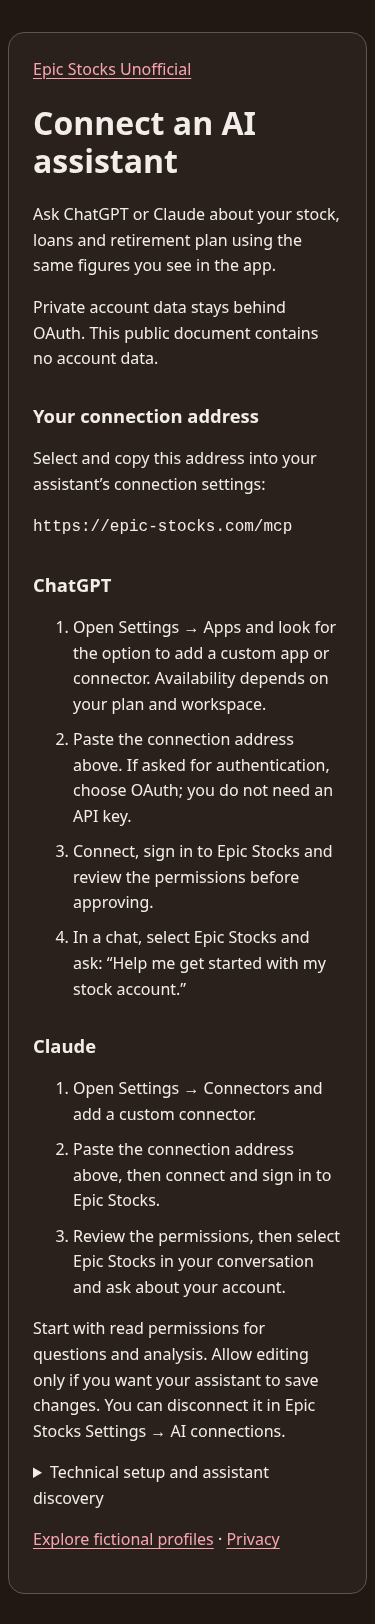 Epic Stocks Unofficial
Connect an AI
assistant
Ask ChatGPT or Claude about your stock,
loans and retirement plan using the
same figures you see in the app.
Private account data stays behind
OAuth. This public document contains
no account data.
Your connection address
Select and copy this address into your
assistant’s connection settings:
https://epic-stocks.com/mcp
ChatGPT
1. Open Settings → Apps and look for
the option to add a custom app or
connector. Availability depends on
your plan and workspace.
2. Paste the connection address
above. If asked for authentication,
choose OAuth; you do not need an
API key.
3. Connect, sign in to Epic Stocks and
review the permissions before
approving.
4. In a chat, select Epic Stocks and
ask: “Help me get started with my
stock account.”
Claude
1. Open Settings → Connectors and
add a custom connector.
2. Paste the connection address
above, then connect and sign in to
Epic Stocks.
3. Review the permissions, then select
Epic Stocks in your conversation
and ask about your account.
Start with read permissions for
questions and analysis. Allow editing
only if you want your assistant to save
changes. You can disconnect it in Epic
Stocks Settings → AI connections.
▶ Technical setup and assistant
discovery
Explore fictional profiles · Privacy